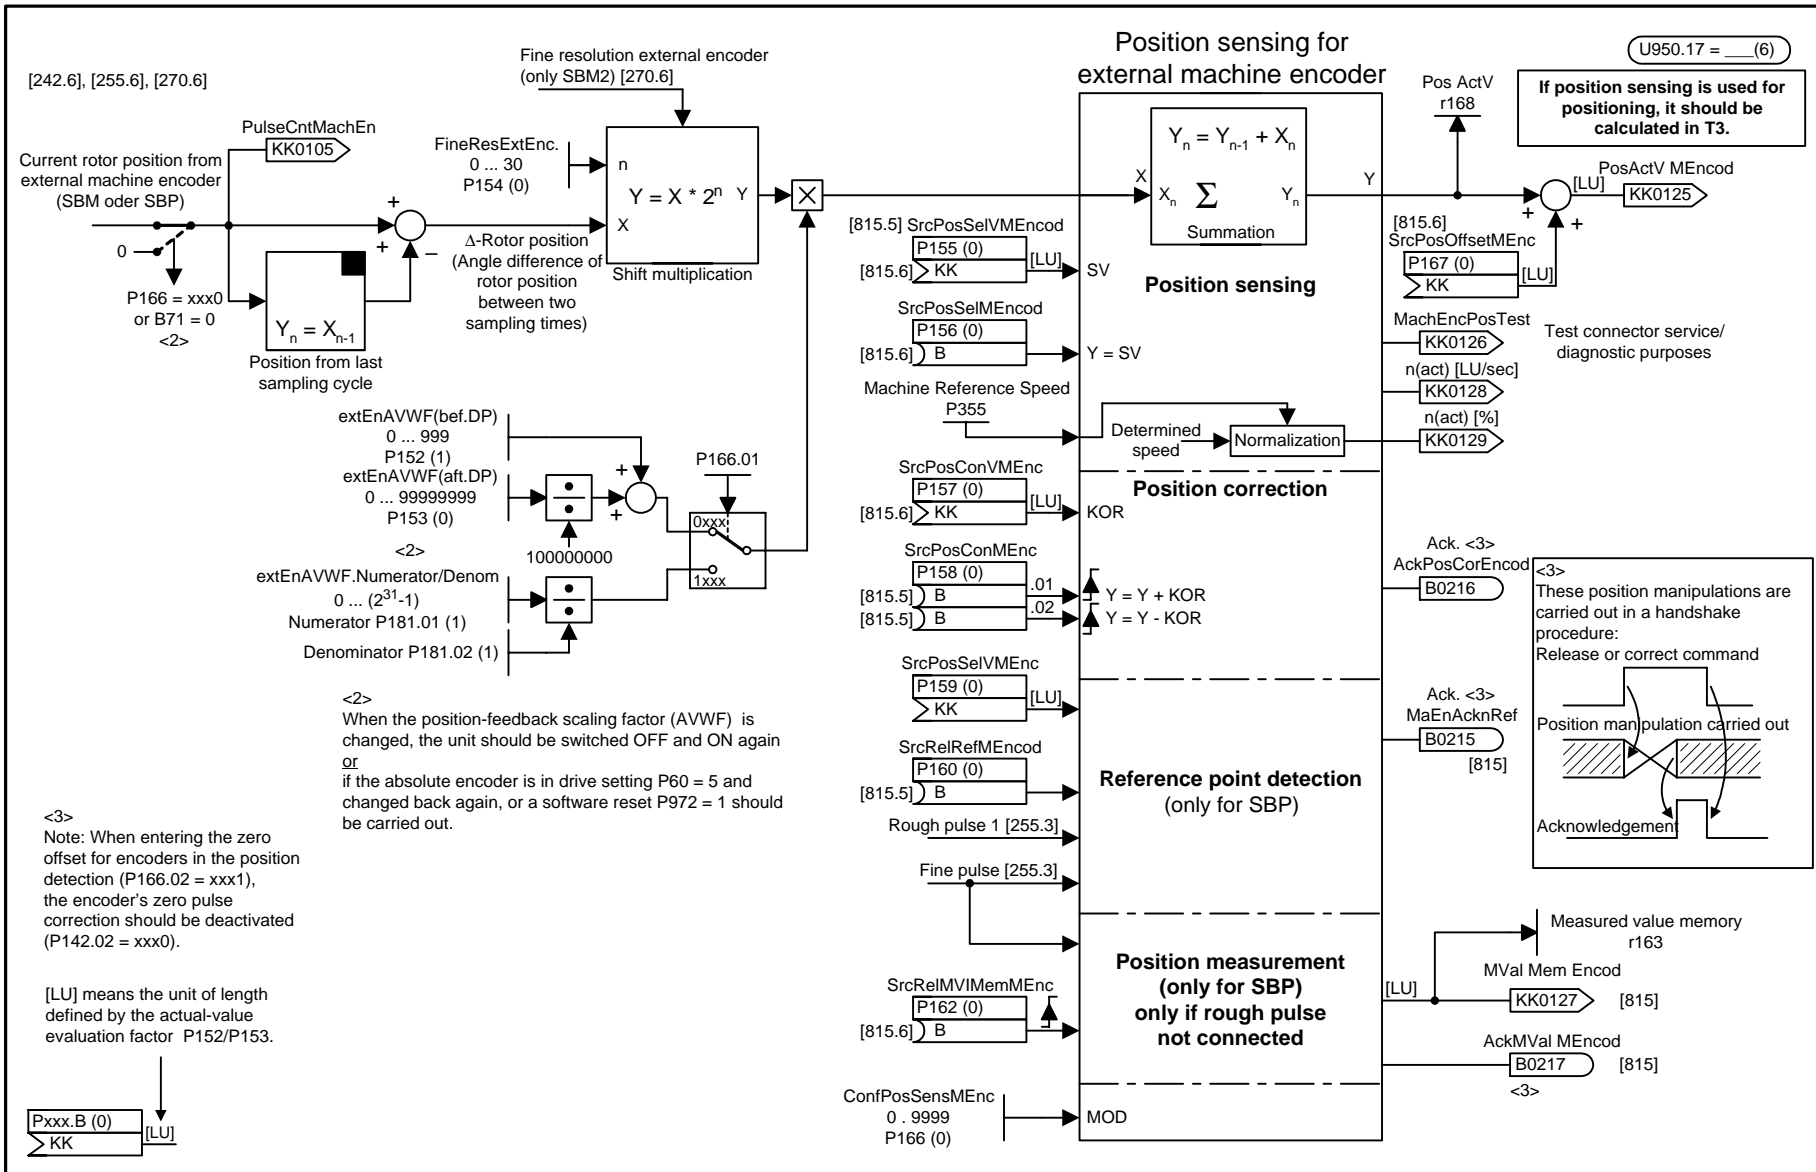 Position sensing for
external machine encoder
U950.17 = ___(6)
If position sensing is used for
positioning, it should be
calculated in T3.
[242.6], [255.6], [270.6]
Fine resolution external encoder
(only SBM2) [270.6]
PulseCntMachEn
KK0105
Current rotor position from
external machine encoder
(SBM oder SBP)
0
P166 = xxx0
or B71 = 0
<2>
+
+
–
Yn = Xn-1
Position from last
sampling cycle
Δ-Rotor position
(Angle difference of
rotor position
between two
sampling times)
FineResExtEnc.
0 ... 30
P154 (0)
n
Y = X * 2^n
Y
X
Shift multiplication
X
Yn = Yn-1 + Xn
Xn
Σ
Yn
Summation
Y
Pos ActV
r168
PosActV MEncod
[LU]
KK0125
+
+
[815.6]
SrcPosOffsetMEnc
P167 (0)
KK
[LU]
[815.5] SrcPosSelVMEncod
P155 (0)
[815.6]
KK
[LU]
SV
Position sensing
SrcPosSelMEncod
P156 (0)
[815.6]
B
Y = SV
MachEncPosTest
KK0126
Test connector service/
diagnostic purposes
n(act) [LU/sec]
KK0128
n(act) [%]
KK0129
Machine Reference Speed
P355
Determined
speed
Normalization
extEnAVWF(bef.DP)
0 ... 999
P152 (1)
extEnAVWF(aft.DP)
0 ... 99999999
P153 (0)
<2>
÷
100000000
+
+
P166.01
0xxx
1xxx
extEnAVWF.Numerator/Denom
0 ... (2^31-1)
Numerator P181.01 (1)
÷
Denominator P181.02 (1)
SrcPosConVMEnc
P157 (0)
[815.6]
KK
[LU]
KOR
Position correction
SrcPosConMEnc
P158 (0)
[815.5]
B
.01
Y = Y + KOR
[815.5]
B
.02
Y = Y - KOR
Ack. <3>
AckPosCorEncod
B0216
<3>
These position manipulations are
carried out in a handshake
procedure:
Release or correct command
Position manipulation carried out
Acknowledgement
SrcPosSelVMEnc
P159 (0)
KK
[LU]
SrcRelRefMEncod
P160 (0)
[815.5]
B
Reference point detection
(only for SBP)
Ack. <3>
MaEnAcknRef
B0215
[815]
Rough pulse 1 [255.3]
Fine pulse [255.3]
<2>
When the position-feedback scaling factor (AVWF) is
changed, the unit should be switched OFF and ON again
or
if the absolute encoder is in drive setting P60 = 5 and
changed back again, or a software reset P972 = 1 should
be carried out.
<3>
Note: When entering the zero
offset for encoders in the position
detection (P166.02 = xxx1),
the encoder's zero pulse
correction should be deactivated
(P142.02 = xxx0).
[LU] means the unit of length
defined by the actual-value
evaluation factor P152/P153.
Pxxx.B (0)
KK
[LU]
Position measurement
(only for SBP)
only if rough pulse
not connected
SrcRelMVlMemMEnc
P162 (0)
[815.6]
B
[LU]
Measured value memory
r163
MVal Mem Encod
KK0127
[815]
AckMVal MEncod
B0217
[815]
<3>
ConfPosSensMEnc
0 . 9999
P166 (0)
MOD